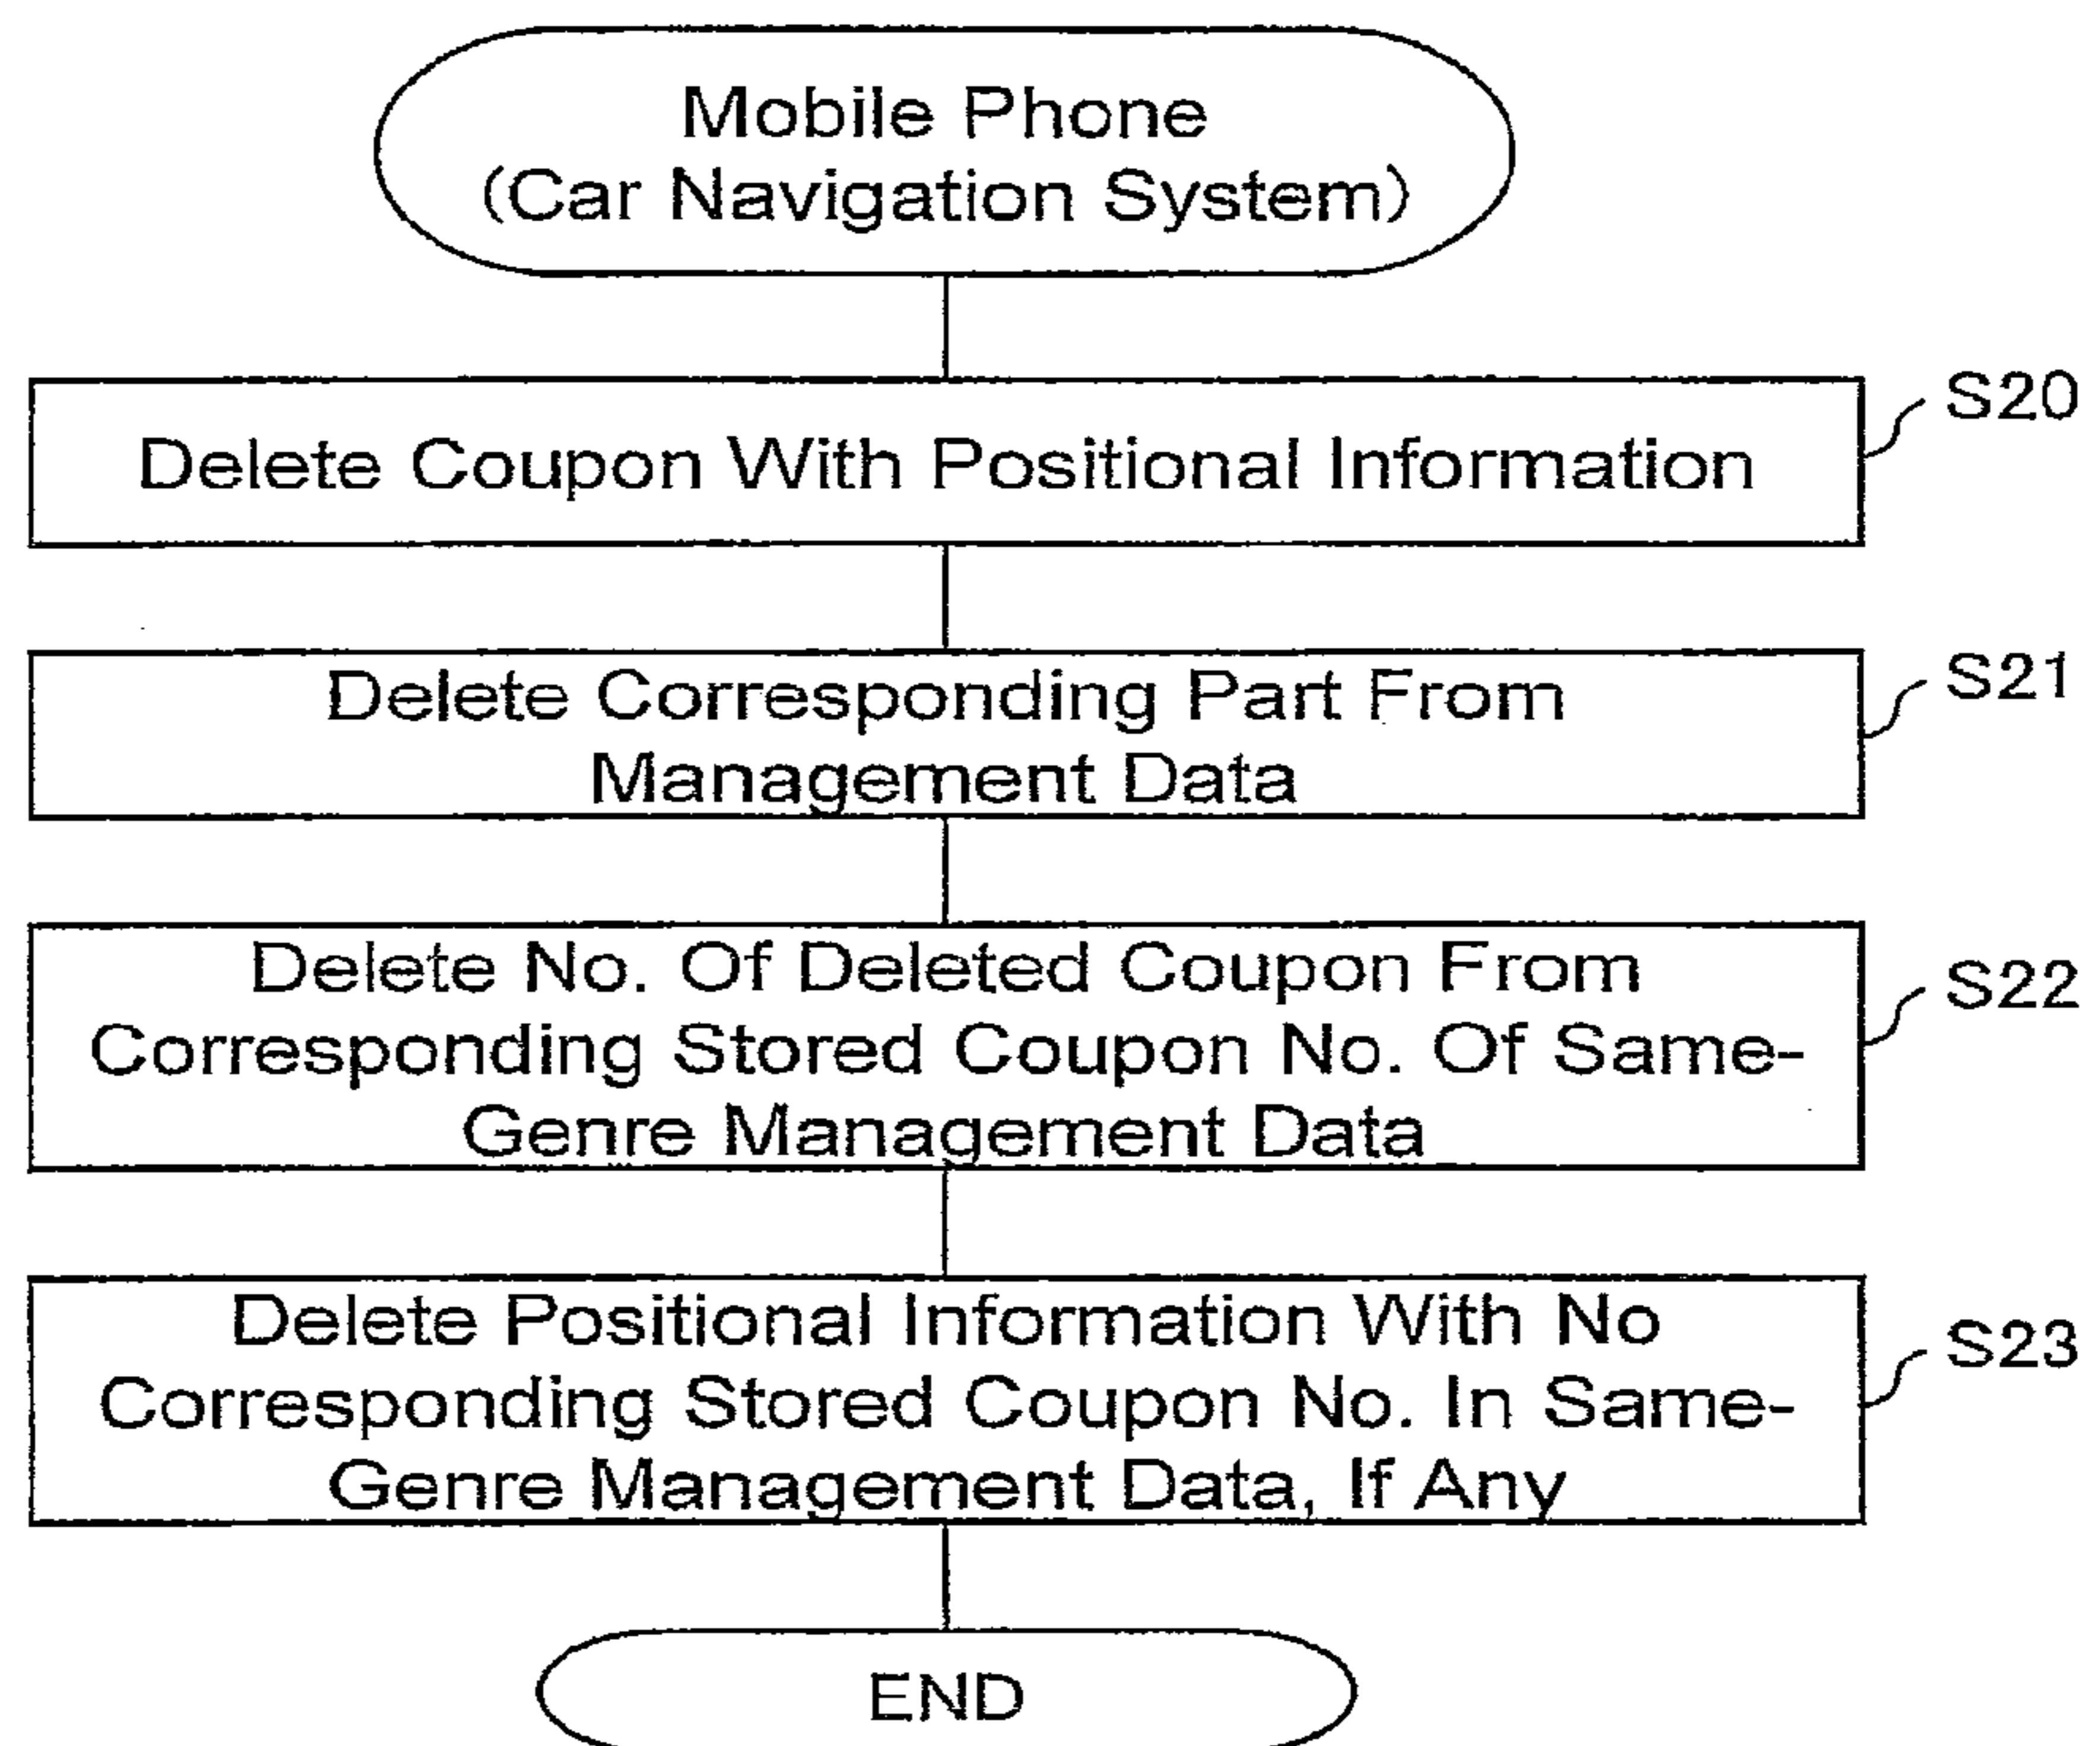 Mobile Phone
(Car Navigation System)
S20
Delete Coupon With Positional Information
S21
Delete Corresponding Part From
Management Data
S22
Delete No. Of Deleted Coupon From
Corresponding Stored Coupon No. Of Same-
Genre Management Data
S23
Delete Positional Information With No
Corresponding Stored Coupon No. In Same-
Genre Management Data, If Any
END